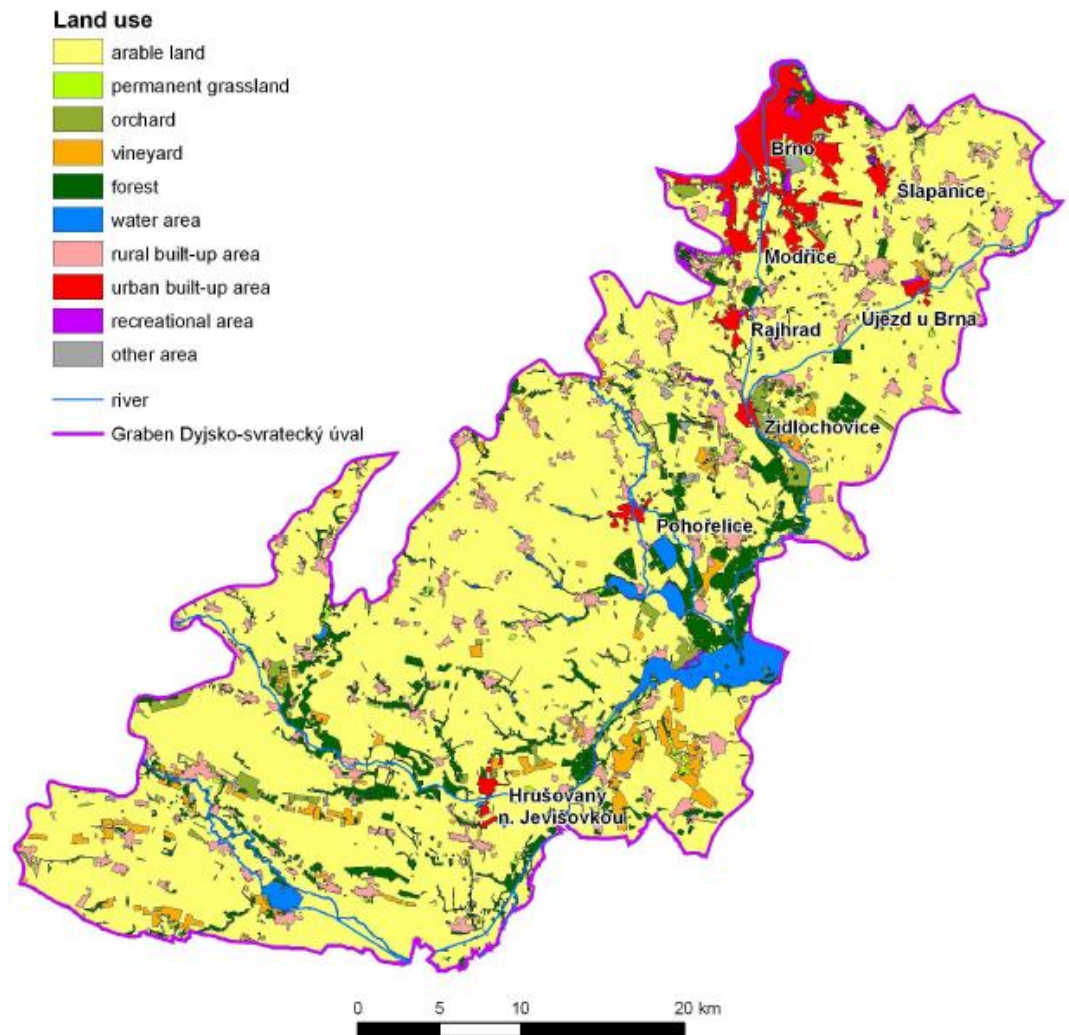 Land use
arable land
permanent grassland
orchard
vineyard
forest
water area
rural built-up area
urban built-up area
recreational area
other area
river
Graben Dyjsko-svratecký úval
Brno
Šlapanice
Modřice
Rajhrad
Újezd u Brna
Židlochovice
Pohořelice
Hrušovany
n. Jevišovkou
0 5 10 20 km